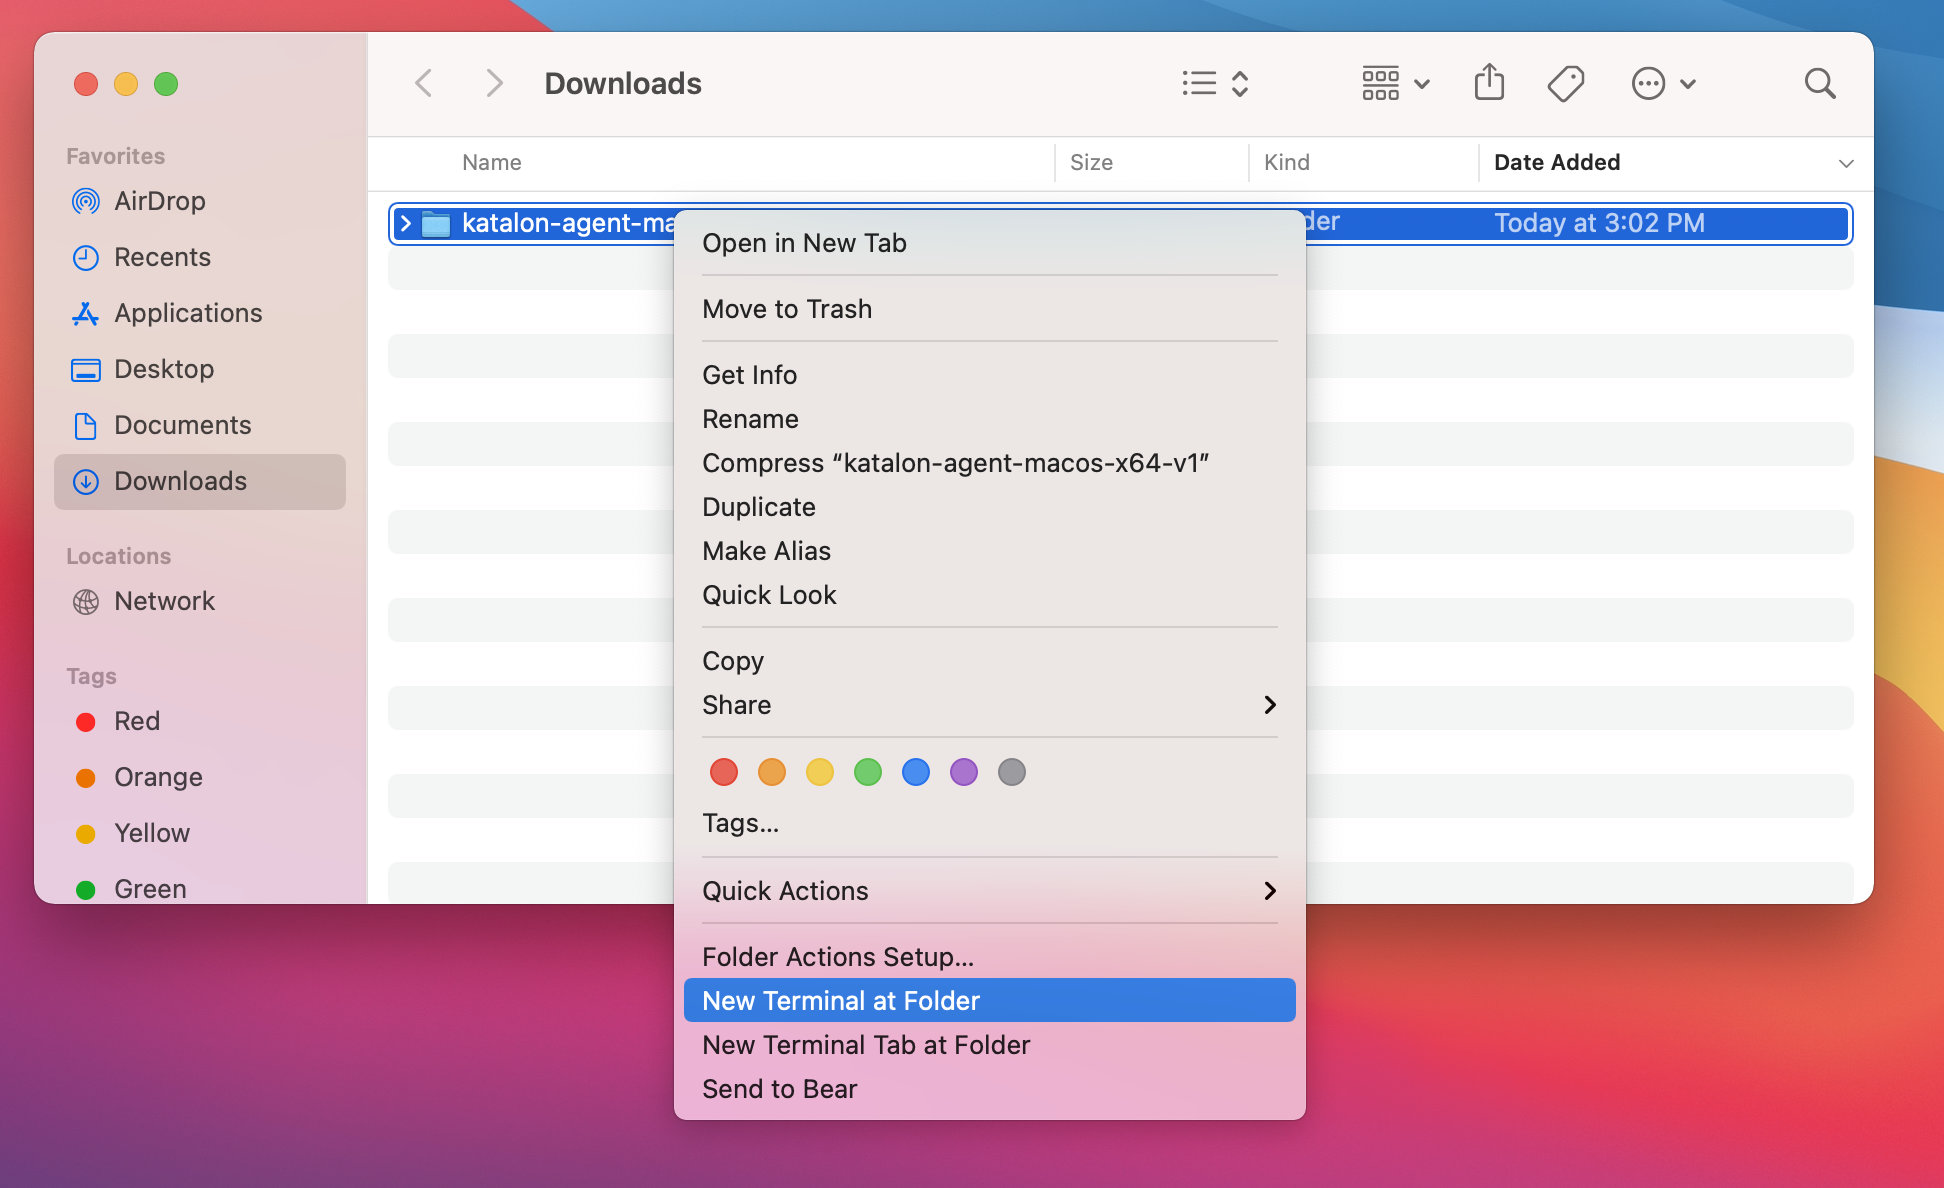 Downloads
Favorites
AirDrop
Recents
Applications
Desktop
Documents
Downloads
Locations
Network
Tags
Red
Orange
Yellow
Green
Name Size Kind Date Added
katalon-agent-ma
Today at 3:02 PM
Open in New Tab
Move to Trash
Get Info
Rename
Compress “katalon-agent-macos-x64-v1”
Duplicate
Make Alias
Quick Look
Copy
Share
Tags...
Quick Actions
Folder Actions Setup...
New Terminal at Folder
New Terminal Tab at Folder
Send to Bear